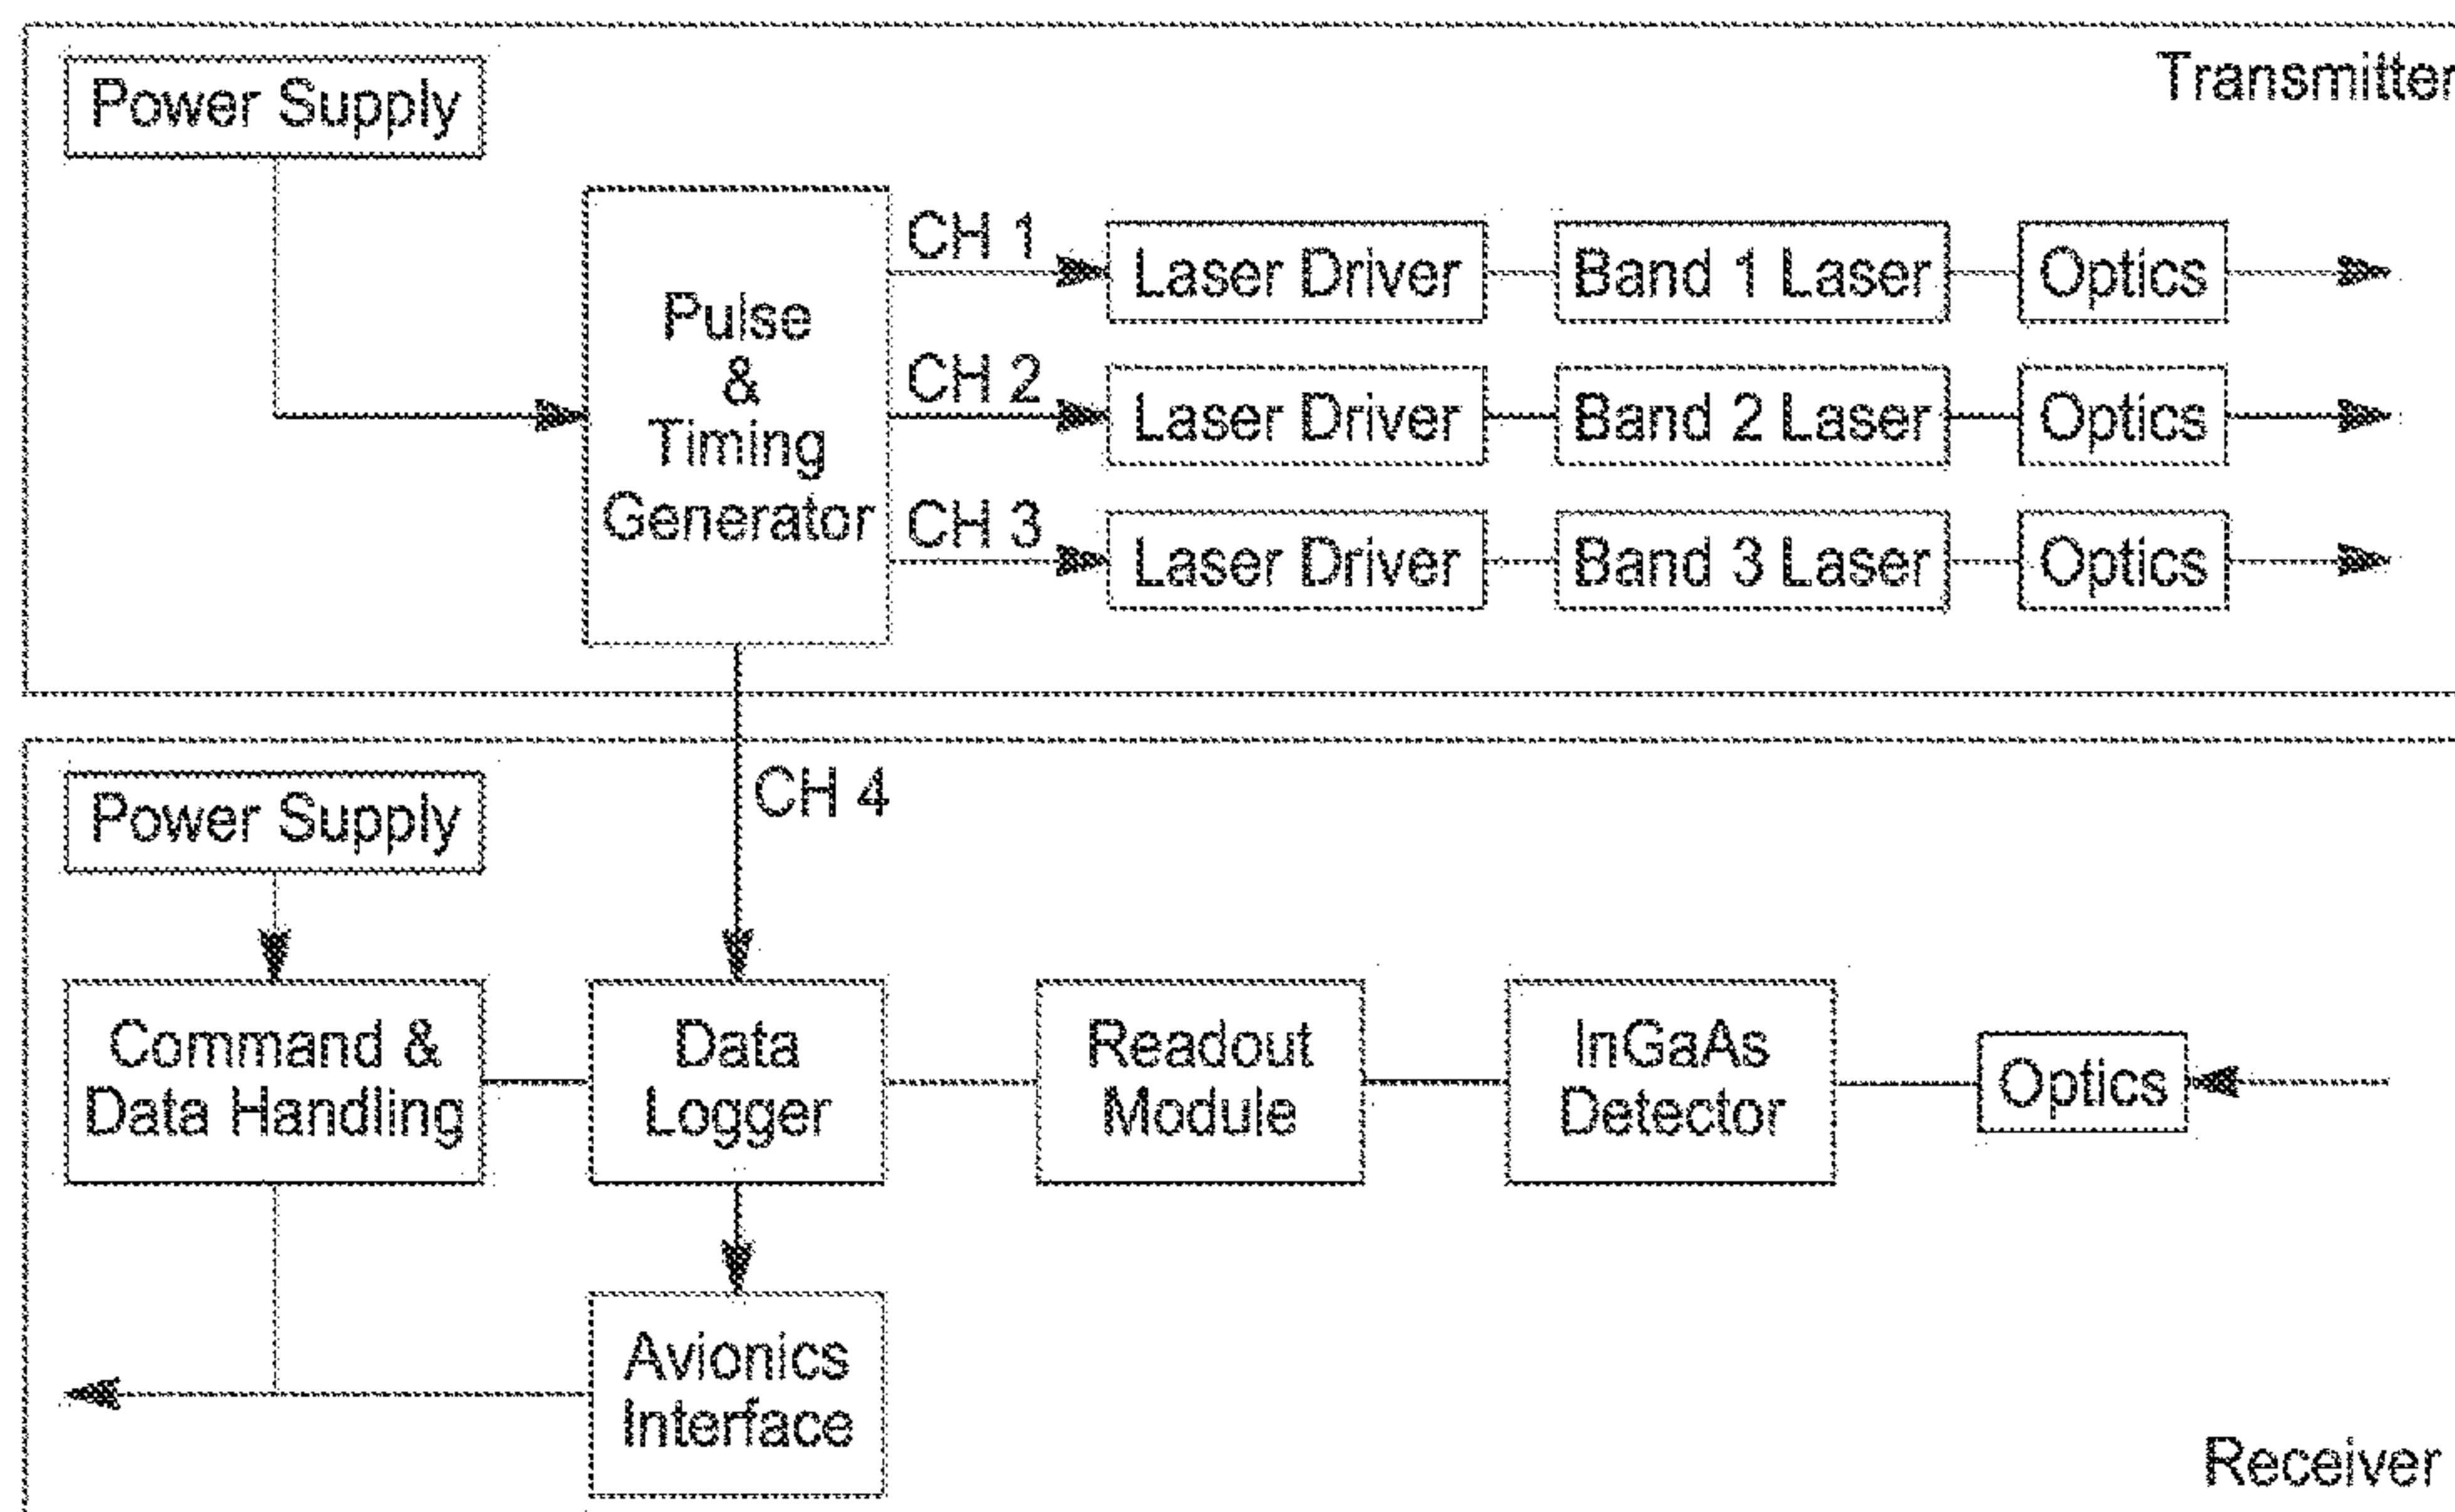 Transmitter
Power Supply
Pulse
&
Timing
Generator
CH 1
Laser Driver
Band 1 Laser
Optics
CH 2
Laser Driver
Band 2 Laser
Optics
CH 3
Laser Driver
Band 3 Laser
Optics
CH 4
Power Supply
Command &
Data Handling
Data
Logger
Readout
Module
InGaAs
Detector
Optics
Avionics
Interface
Receiver